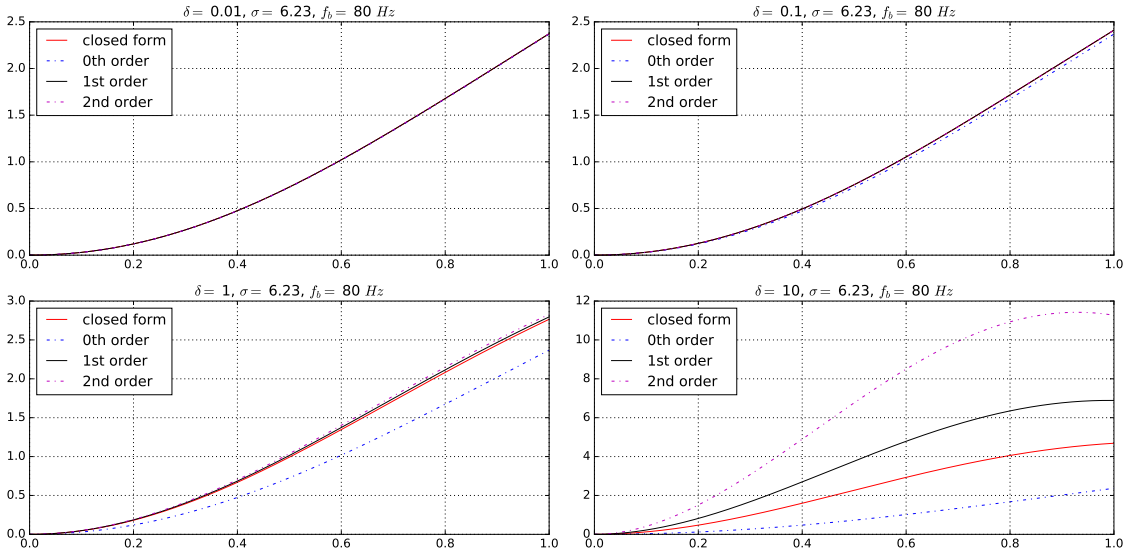 δ = 0.01, σ = 6.23, f_b = 80 Hz
2.5
2.0
1.5
1.0
0.5
0.0
closed form
0th order
1st order
2nd order
0.0 0.2 0.4 0.6 0.8 1.0
δ = 0.1, σ = 6.23, f_b = 80 Hz
2.5
2.0
1.5
1.0
0.5
0.0
closed form
0th order
1st order
2nd order
0.0 0.2 0.4 0.6 0.8 1.0
δ = 1, σ = 6.23, f_b = 80 Hz
3.0
2.5
2.0
1.5
1.0
0.5
0.0
closed form
0th order
1st order
2nd order
0.0 0.2 0.4 0.6 0.8 1.0
δ = 10, σ = 6.23, f_b = 80 Hz
12
10
8
6
4
2
0
closed form
0th order
1st order
2nd order
0.0 0.2 0.4 0.6 0.8 1.0